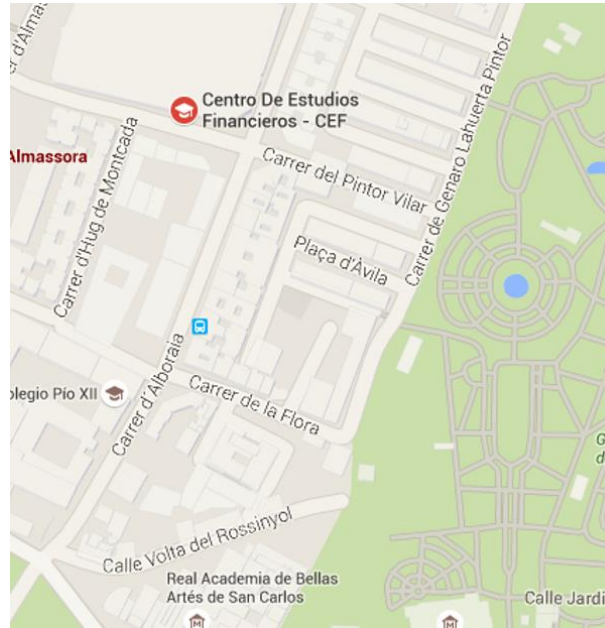 er d'Almas
Centro De Estudios
Financieros - CEF
Almassora
Carrer d'Hug de Montcada
Carrer del Pintor Vilar
Carrer de Genaro Lahuerta Pintor
Plaça d'Àvila
olegio Pío XII
Carrer d'Alboraia
Carrer de la Flora
G
d
Calle Volta del Rossinyol
Real Academia de Bellas
Artés de San Carlos
Calle Jardi
M
M